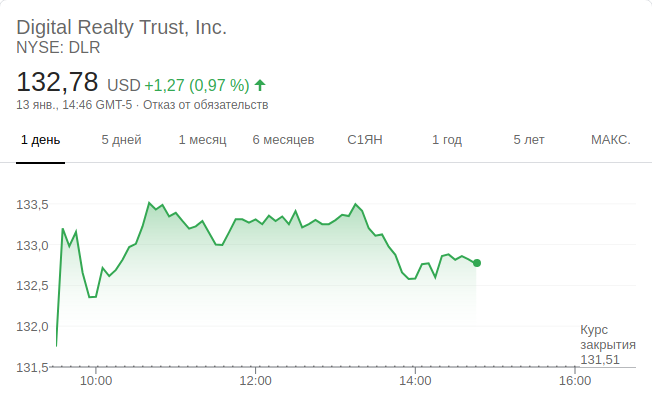 Digital Realty Trust, Inc.
NYSE: DLR
132,78 USD +1,27 (0,97 %)
13 янв., 14:46 GMT-5 · Отказ от обязательств
1 день 5 дней 1 месяц 6 месяцев С1ЯН 1 год 5 лет МАКС.
133,5
133,0
132,5
132,0
131,5
Курс
закрытия
131,51
10:00 12:00 14:00 16:00